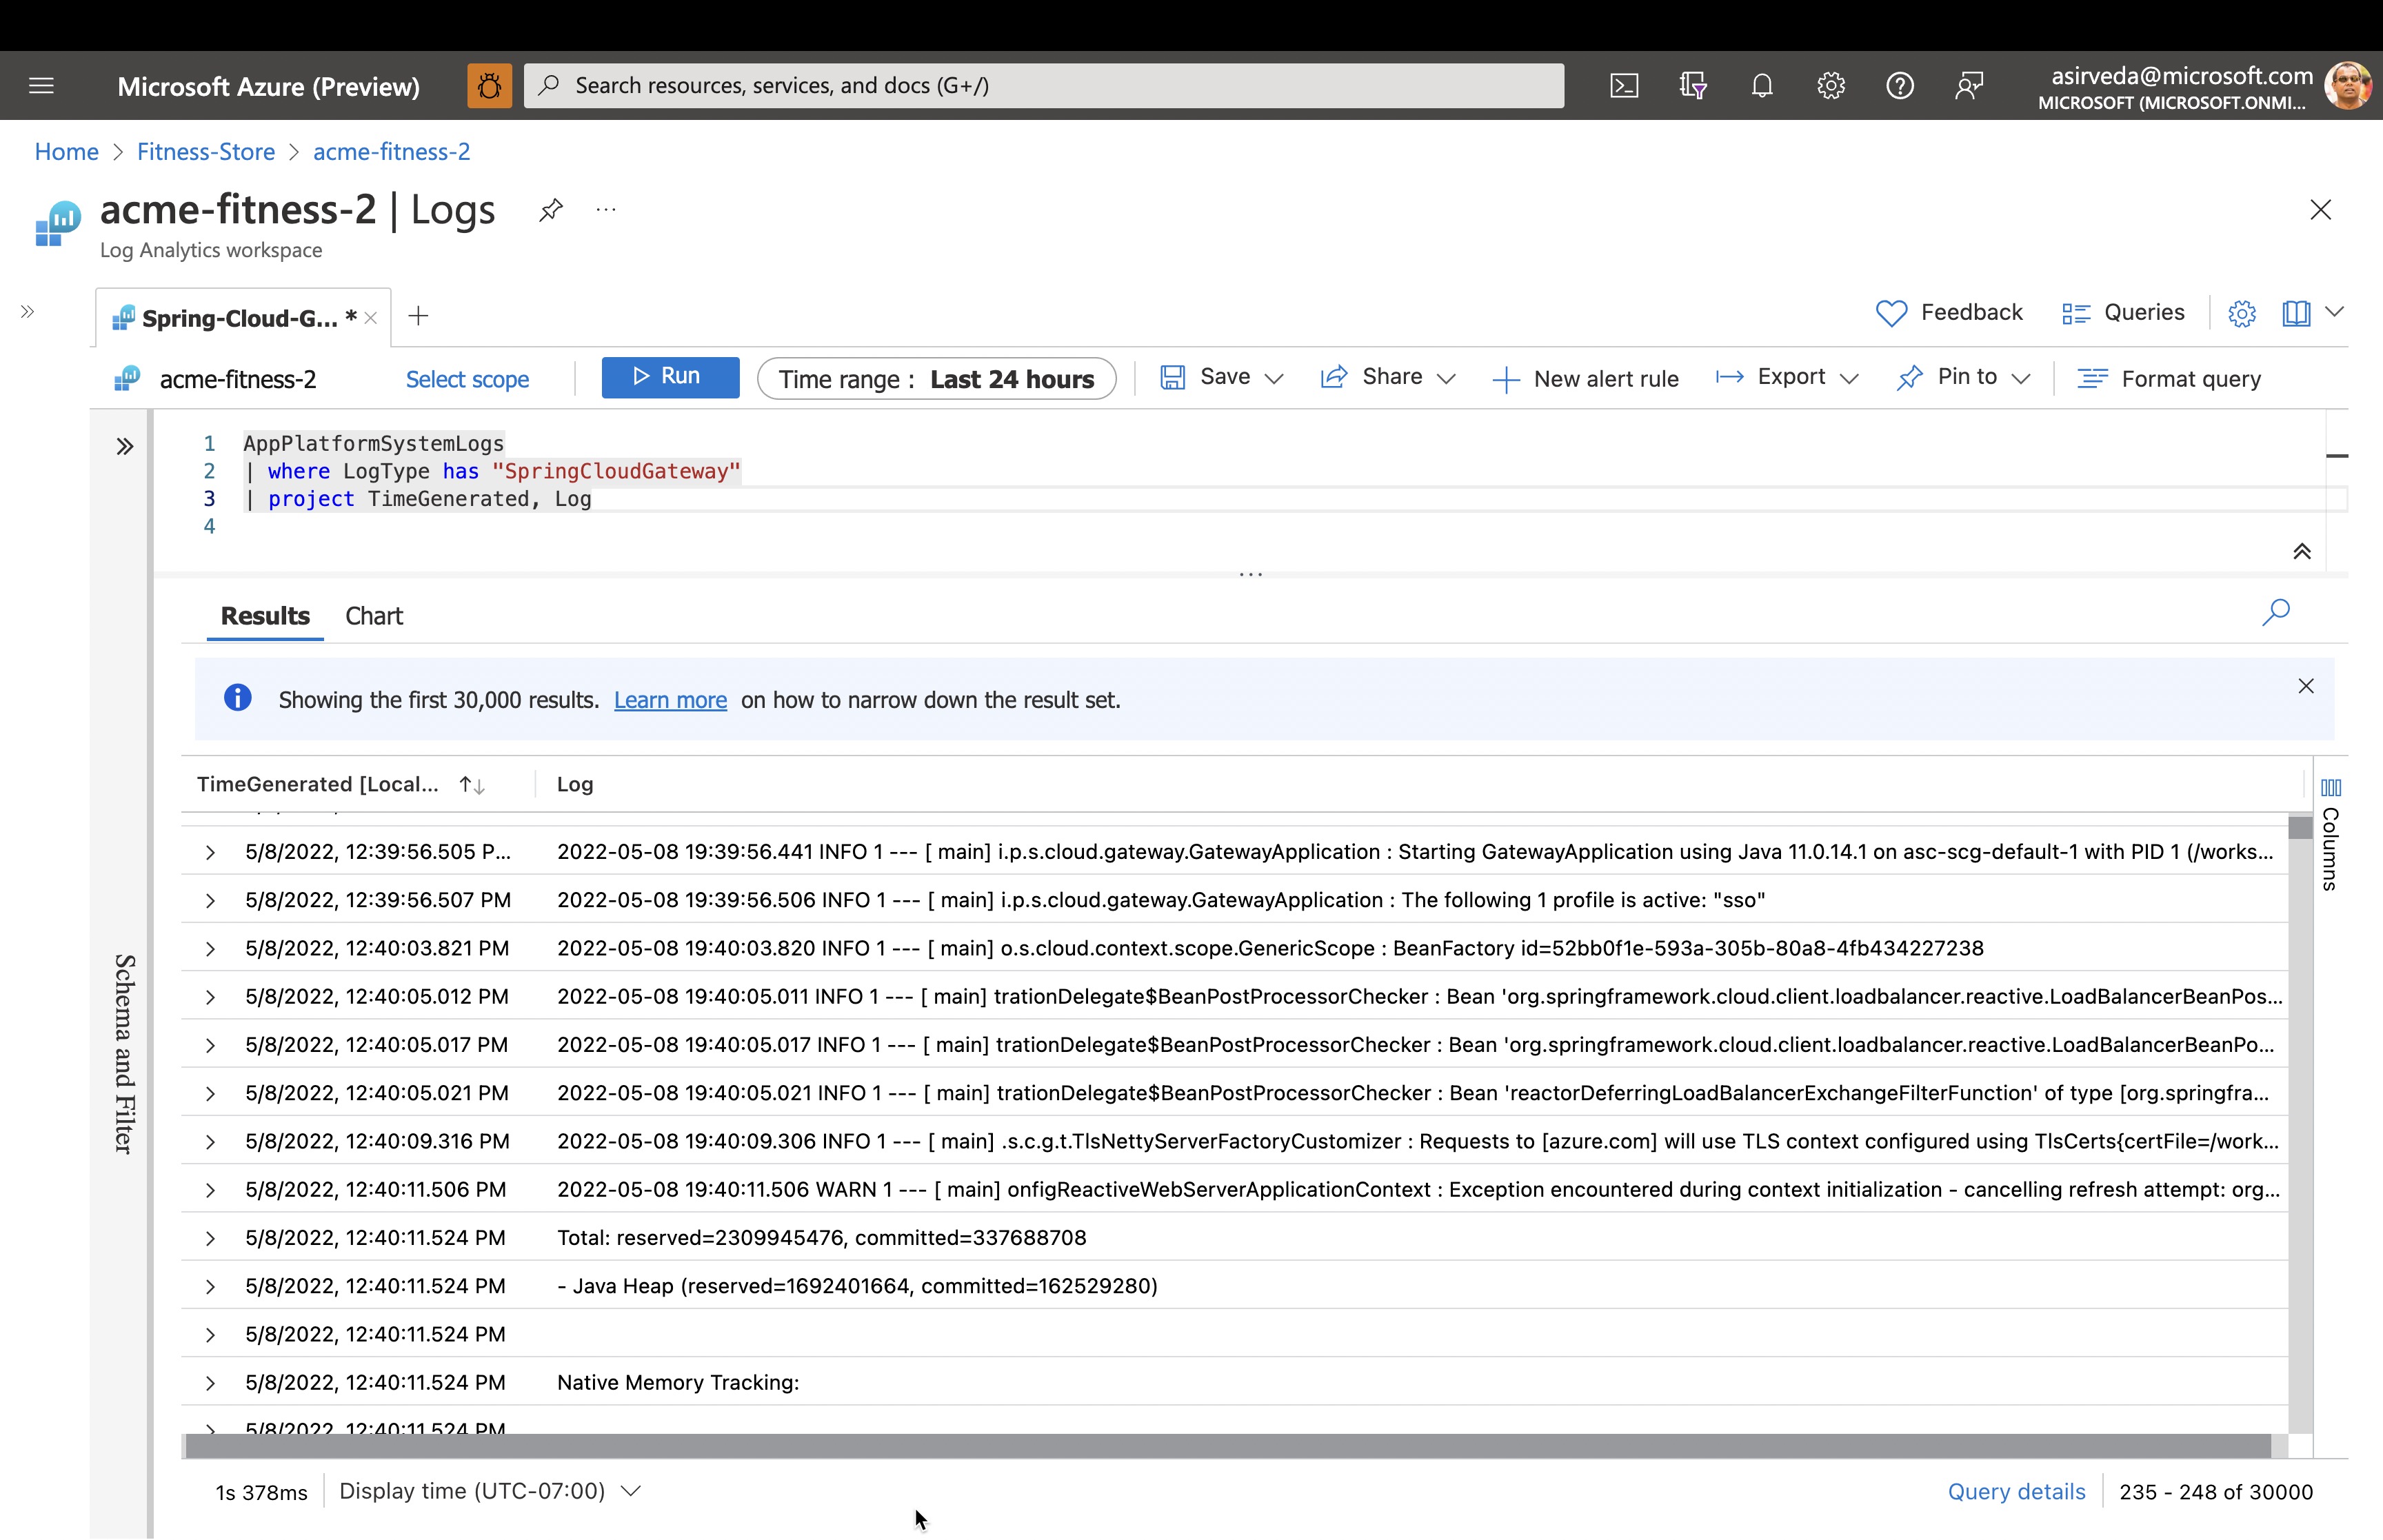 Microsoft Azure (Preview)
Search resources, services, and docs (G+/)
asirveda@microsoft.com
MICROSOFT (MICROSOFT.ONMI...
Home > Fitness-Store > acme-fitness-2
acme-fitness-2 | Logs
Log Analytics workspace
Spring-Cloud-G... *
Feedback
Queries
acme-fitness-2
Select scope
Run
Time range : Last 24 hours
Save
Share
New alert rule
Export
Pin to
Format query
1 AppPlatformSystemLogs
2 | where LogType has "SpringCloudGateway"
3 | project TimeGenerated, Log
4
Schema and Filter
Results
Chart
Showing the first 30,000 results. Learn more on how to narrow down the result set.
TimeGenerated [Local... Log
Columns
5/8/2022, 12:39:56.505 P... 2022-05-08 19:39:56.441 INFO 1 --- [ main] i.p.s.cloud.gateway.GatewayApplication : Starting GatewayApplication using Java 11.0.14.1 on asc-scg-default-1 with PID 1 (/works...
5/8/2022, 12:39:56.507 PM 2022-05-08 19:39:56.506 INFO 1 --- [ main] i.p.s.cloud.gateway.GatewayApplication : The following 1 profile is active: "sso"
5/8/2022, 12:40:03.821 PM 2022-05-08 19:40:03.820 INFO 1 --- [ main] o.s.cloud.context.scope.GenericScope : BeanFactory id=52bb0f1e-593a-305b-80a8-4fb434227238
5/8/2022, 12:40:05.012 PM 2022-05-08 19:40:05.011 INFO 1 --- [ main] trationDelegate$BeanPostProcessorChecker : Bean 'org.springframework.cloud.client.loadbalancer.reactive.LoadBalancerBeanPos...
5/8/2022, 12:40:05.017 PM 2022-05-08 19:40:05.017 INFO 1 --- [ main] trationDelegate$BeanPostProcessorChecker : Bean 'org.springframework.cloud.client.loadbalancer.reactive.LoadBalancerBeanPo...
5/8/2022, 12:40:05.021 PM 2022-05-08 19:40:05.021 INFO 1 --- [ main] trationDelegate$BeanPostProcessorChecker : Bean 'reactorDeferringLoadBalancerExchangeFilterFunction' of type [org.springfra...
5/8/2022, 12:40:09.316 PM 2022-05-08 19:40:09.306 INFO 1 --- [ main] .s.c.g.t.TlsNettyServerFactoryCustomizer : Requests to [azure.com] will use TLS context configured using TlsCerts{certFile=/work...
5/8/2022, 12:40:11.506 PM 2022-05-08 19:40:11.506 WARN 1 --- [ main] onfigReactiveWebServerApplicationContext : Exception encountered during context initialization - cancelling refresh attempt: org...
5/8/2022, 12:40:11.524 PM Total: reserved=2309945476, committed=337688708
5/8/2022, 12:40:11.524 PM - Java Heap (reserved=1692401664, committed=162529280)
5/8/2022, 12:40:11.524 PM
5/8/2022, 12:40:11.524 PM Native Memory Tracking:
5/8/2022, 12:40:11.524 PM
1s 378ms
Display time (UTC-07:00)
Query details
235 - 248 of 30000